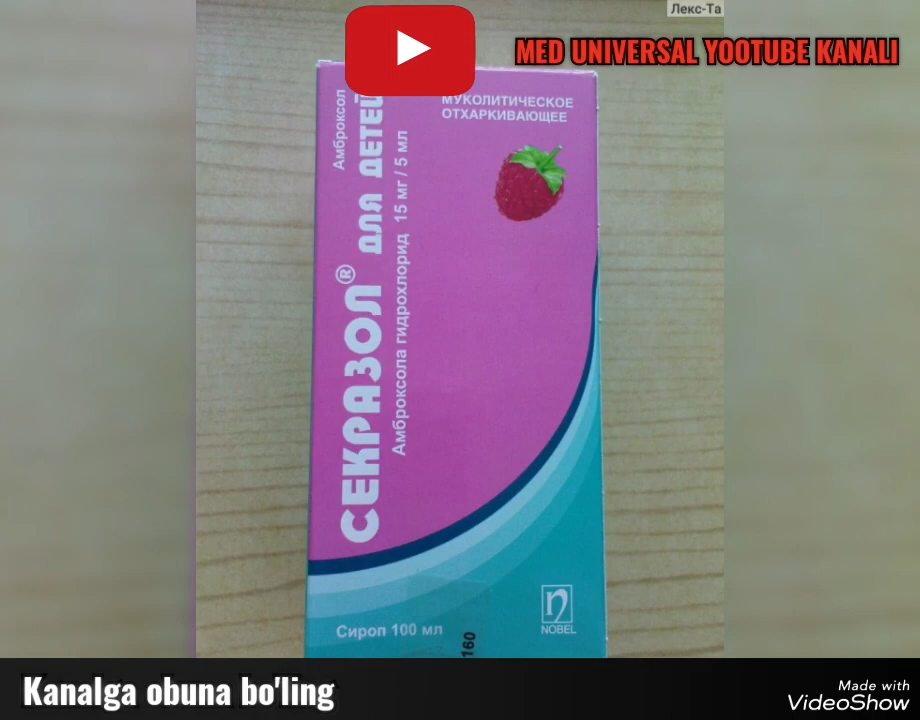 Лекс-Та
MED UNIVERSAL YOOTUBE KANALI
МУКОЛИТИЧЕСКОЕ
ОТХАРКИВАЮЩЕЕ
Амброксол
СЕКРАЗОЛ® ДЛЯ ДЕТЕЙ
Амброксола гидрохлорид 15 мг / 5 мл
Сироп 100 мл
160
NOBEL
Kanalga obuna bo'ling
Made with
VideoShow